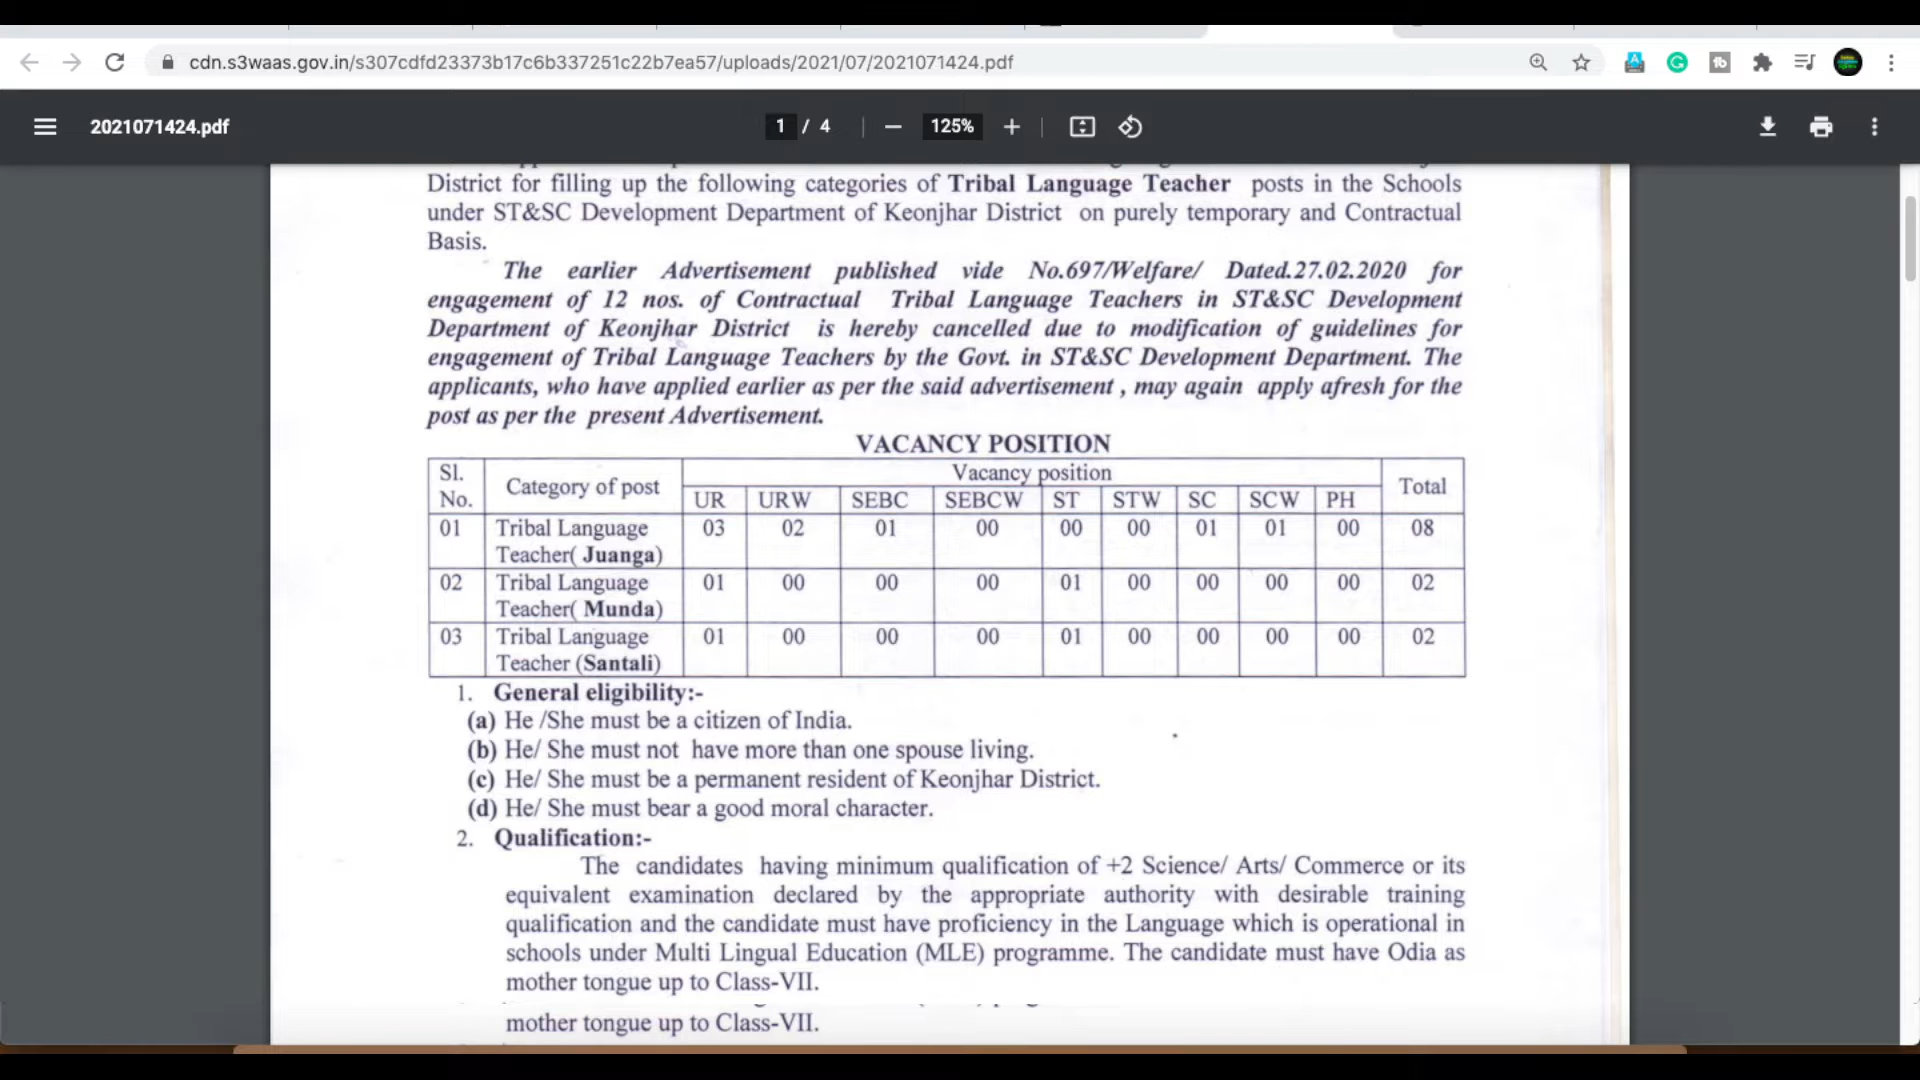 cdn.s3waas.gov.in/s307cdfd23373b17c6b337251c22b7ea57/uploads/2021/07/2021071424.pdf
2021071424.pdf
1 / 4
125%
District for filling up the following categories of Tribal Language Teacher posts in the Schools
under ST&SC Development Department of Keonjhar District on purely temporary and Contractual
Basis.
The earlier Advertisement published vide No.697/Welfare/ Dated.27.02.2020 for
engagement of 12 nos. of Contractual Tribal Language Teachers in ST&SC Development
Department of Keonjhar District is hereby cancelled due to modification of guidelines for
engagement of Tribal Language Teachers by the Govt. in ST&SC Development Department. The
applicants, who have applied earlier as per the said advertisement , may again apply afresh for the
post as per the present Advertisement.
VACANCY POSITION
Sl. No. Category of post Vacancy position Total
UR URW SEBC SEBCW ST STW SC SCW PH
01 Tribal Language 03 02 01 00 00 00 01 01 00 08
Teacher( Juanga)
02 Tribal Language 01 00 00 00 01 00 00 00 00 02
Teacher( Munda)
03 Tribal Language 01 00 00 00 01 00 00 00 00 02
Teacher (Santali)
1. General eligibility:-
(a) He /She must be a citizen of India.
(b) He/ She must not have more than one spouse living.
(c) He/ She must be a permanent resident of Keonjhar District.
(d) He/ She must bear a good moral character.
2. Qualification:-
The candidates having minimum qualification of +2 Science/ Arts/ Commerce or its
equivalent examination declared by the appropriate authority with desirable training
qualification and the candidate must have proficiency in the Language which is operational in
schools under Multi Lingual Education (MLE) programme. The candidate must have Odia as
mother tongue up to Class-VII.
mother tongue up to Class-VII.